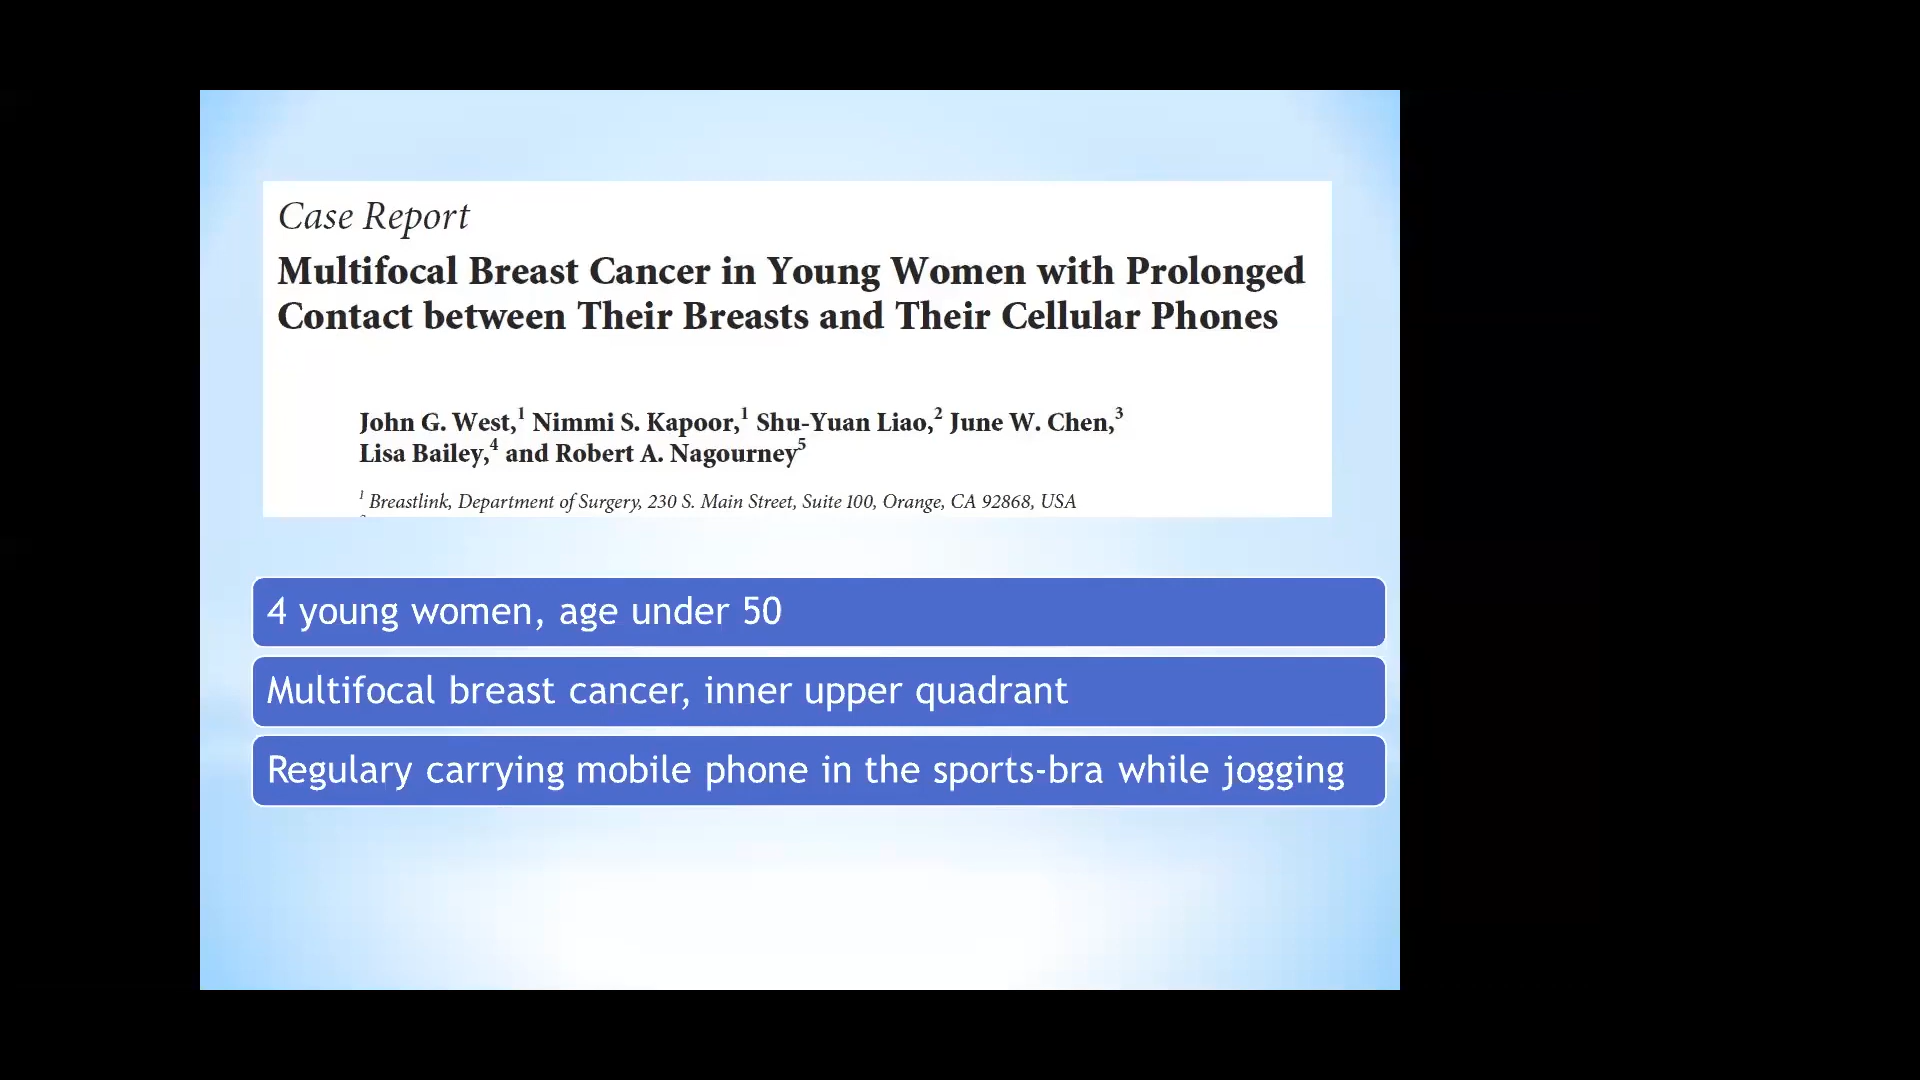 Case Report
Multifocal Breast Cancer in Young Women with Prolonged
Contact between Their Breasts and Their Cellular Phones
John G. West,1 Nimmi S. Kapoor,1 Shu-Yuan Liao,2 June W. Chen,3
Lisa Bailey,4 and Robert A. Nagourney5
1 Breastlink, Department of Surgery, 230 S. Main Street, Suite 100, Orange, CA 92868, USA
4 young women, age under 50
Multifocal breast cancer, inner upper quadrant
Regulary carrying mobile phone in the sports-bra while jogging